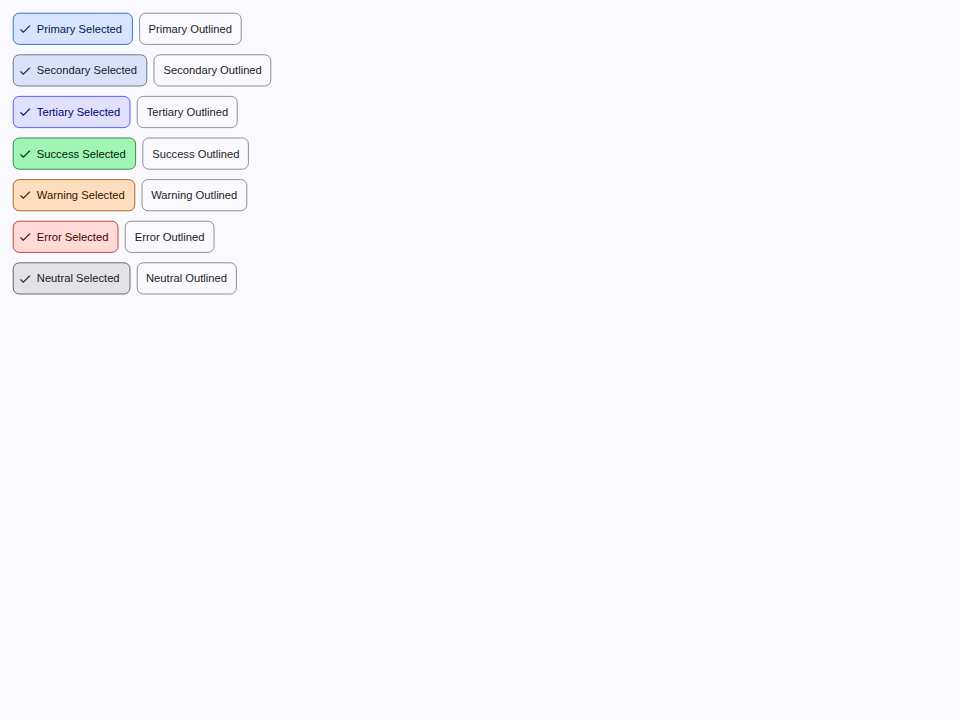 Primary Selected Primary Outlined
Secondary Selected Secondary Outlined
Tertiary Selected Tertiary Outlined
Success Selected Success Outlined
Warning Selected Warning Outlined
Error Selected Error Outlined
Neutral Selected Neutral Outlined